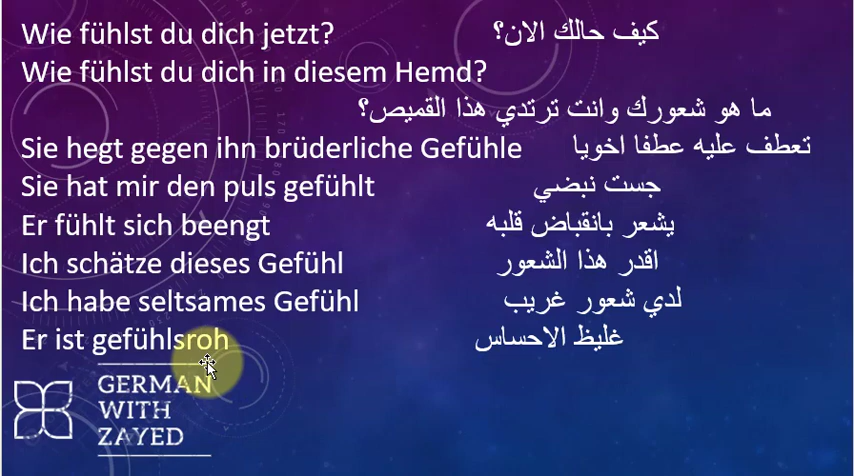 Wie fühlst du dich jetzt? كيف حالك الان؟
Wie fühlst du dich in diesem Hemd?
ما هو شعورك وانت ترتدي هذا القميص؟
Sie hegt gegen ihn brüderliche Gefühle تعطف عليه عطفا اخويا
Sie hat mir den puls gefühlt جست نبضي
Er fühlt sich beengt يشعر بانقباض قلبه
Ich schätze dieses Gefühl اقدر هذا الشعور
Ich habe seltsames Gefühl لدي شعور غريب
Er ist gefühlsroh غليظ الاحساس
GERMAN
WITH
ZAYED